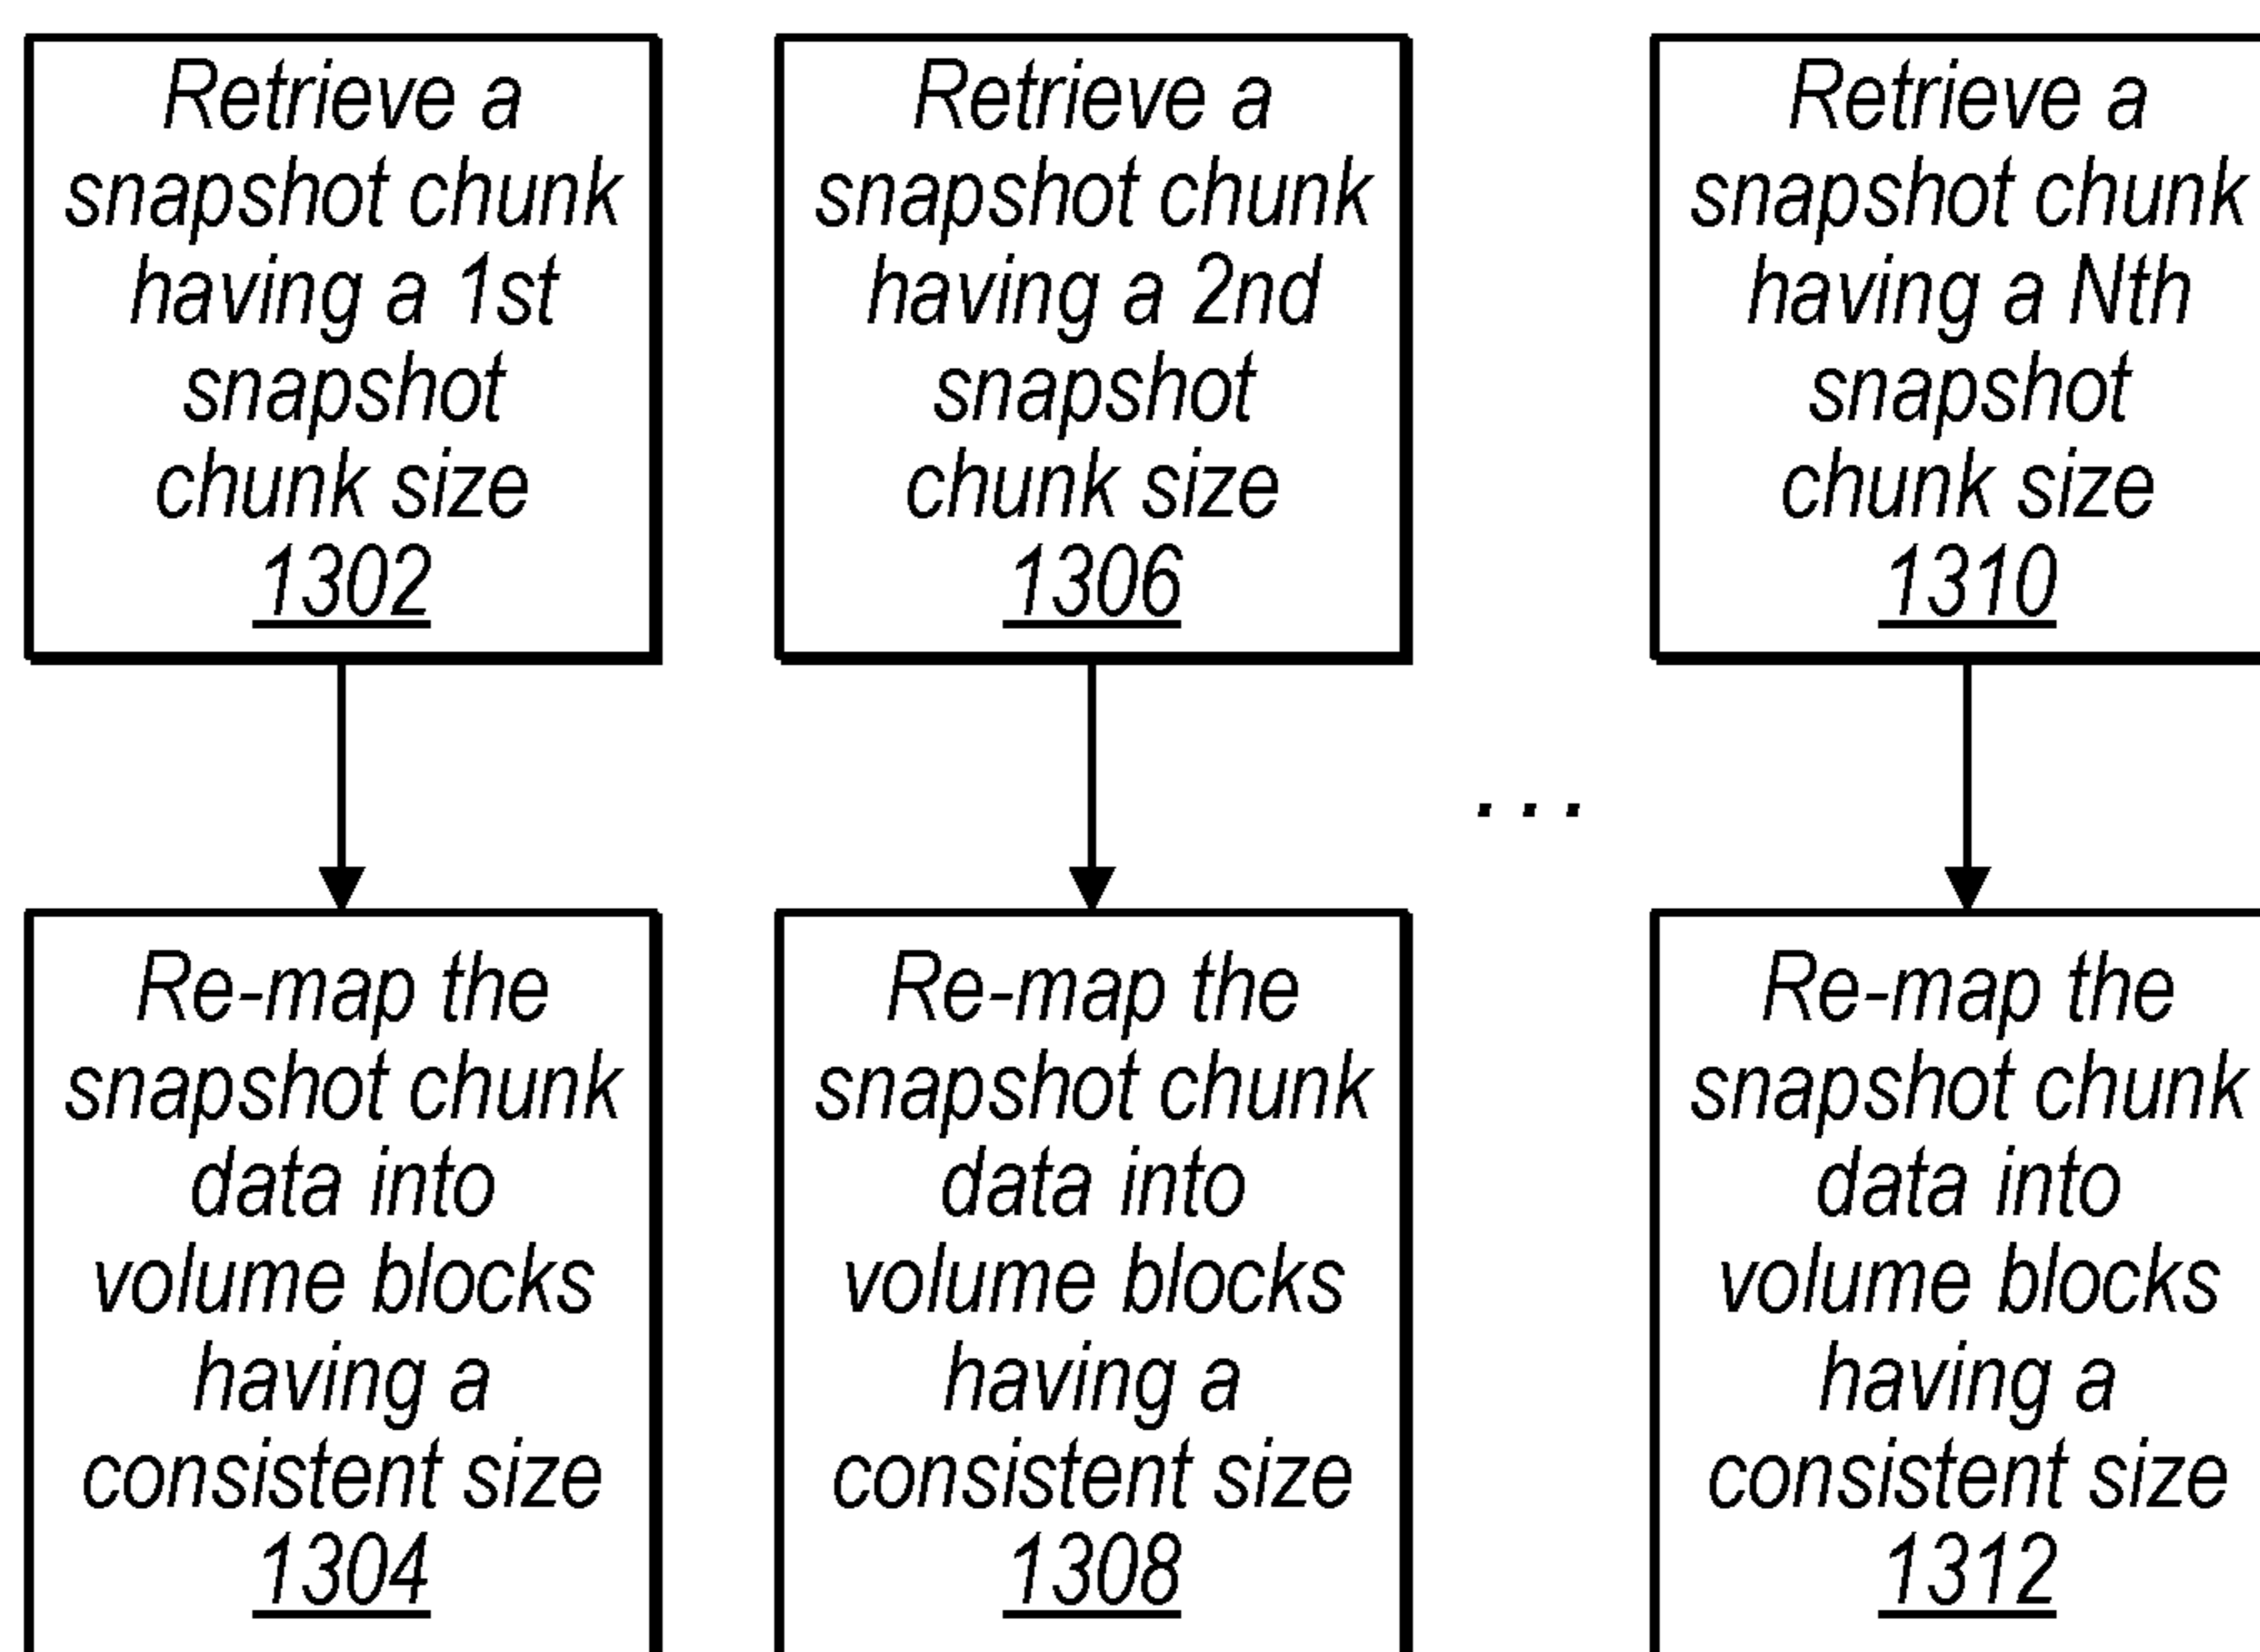 Retrieve a
snapshot chunk
having a 1st
snapshot
chunk size
1302
Re-map the
snapshot chunk
data into
volume blocks
having a
consistent size
1304
Retrieve a
snapshot chunk
having a 2nd
snapshot
chunk size
1306
Re-map the
snapshot chunk
data into
volume blocks
having a
consistent size
1308
...
Retrieve a
snapshot chunk
having a Nth
snapshot
chunk size
1310
Re-map the
snapshot chunk
data into
volume blocks
having a
consistent size
1312